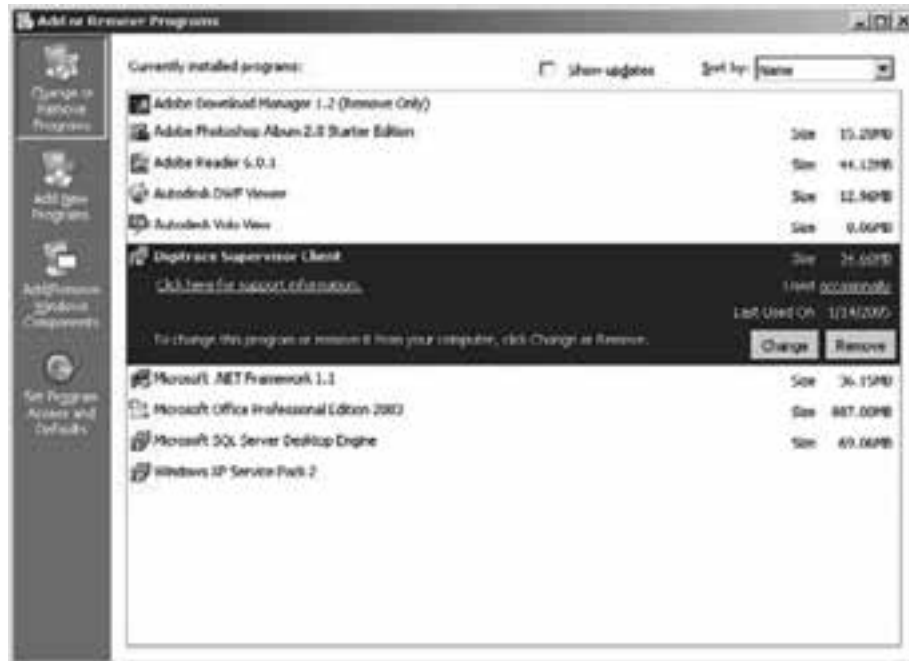 Add or Remove Programs
Change or
Remove
Programs
Add New
Programs
Add/Remove
Windows
Components
Set Program
Access and
Defaults
Currently installed programs:
Show updates
Sort by: Name
Adobe Download Manager 1.2 (Remove Only)
Adobe Photoshop Album 2.0 Starter Edition Size 15.20MB
Adobe Reader 6.0.1 Size 44.12MB
Autodesk DWF Viewer Size 12.96MB
Autodesk Volo View Size 0.06MB
Digitrace Supervisor Client Size
Click here for support information. Used occasionally
Last Used On 1/14/2005
To change this program or remove it from your computer, click Change or Remove. Change Remove
Microsoft .NET Framework 1.1 Size 36.15MB
Microsoft Office Professional Edition 2003 Size 887.00MB
Microsoft SQL Server Desktop Engine Size 69.06MB
Windows XP Service Pack 2